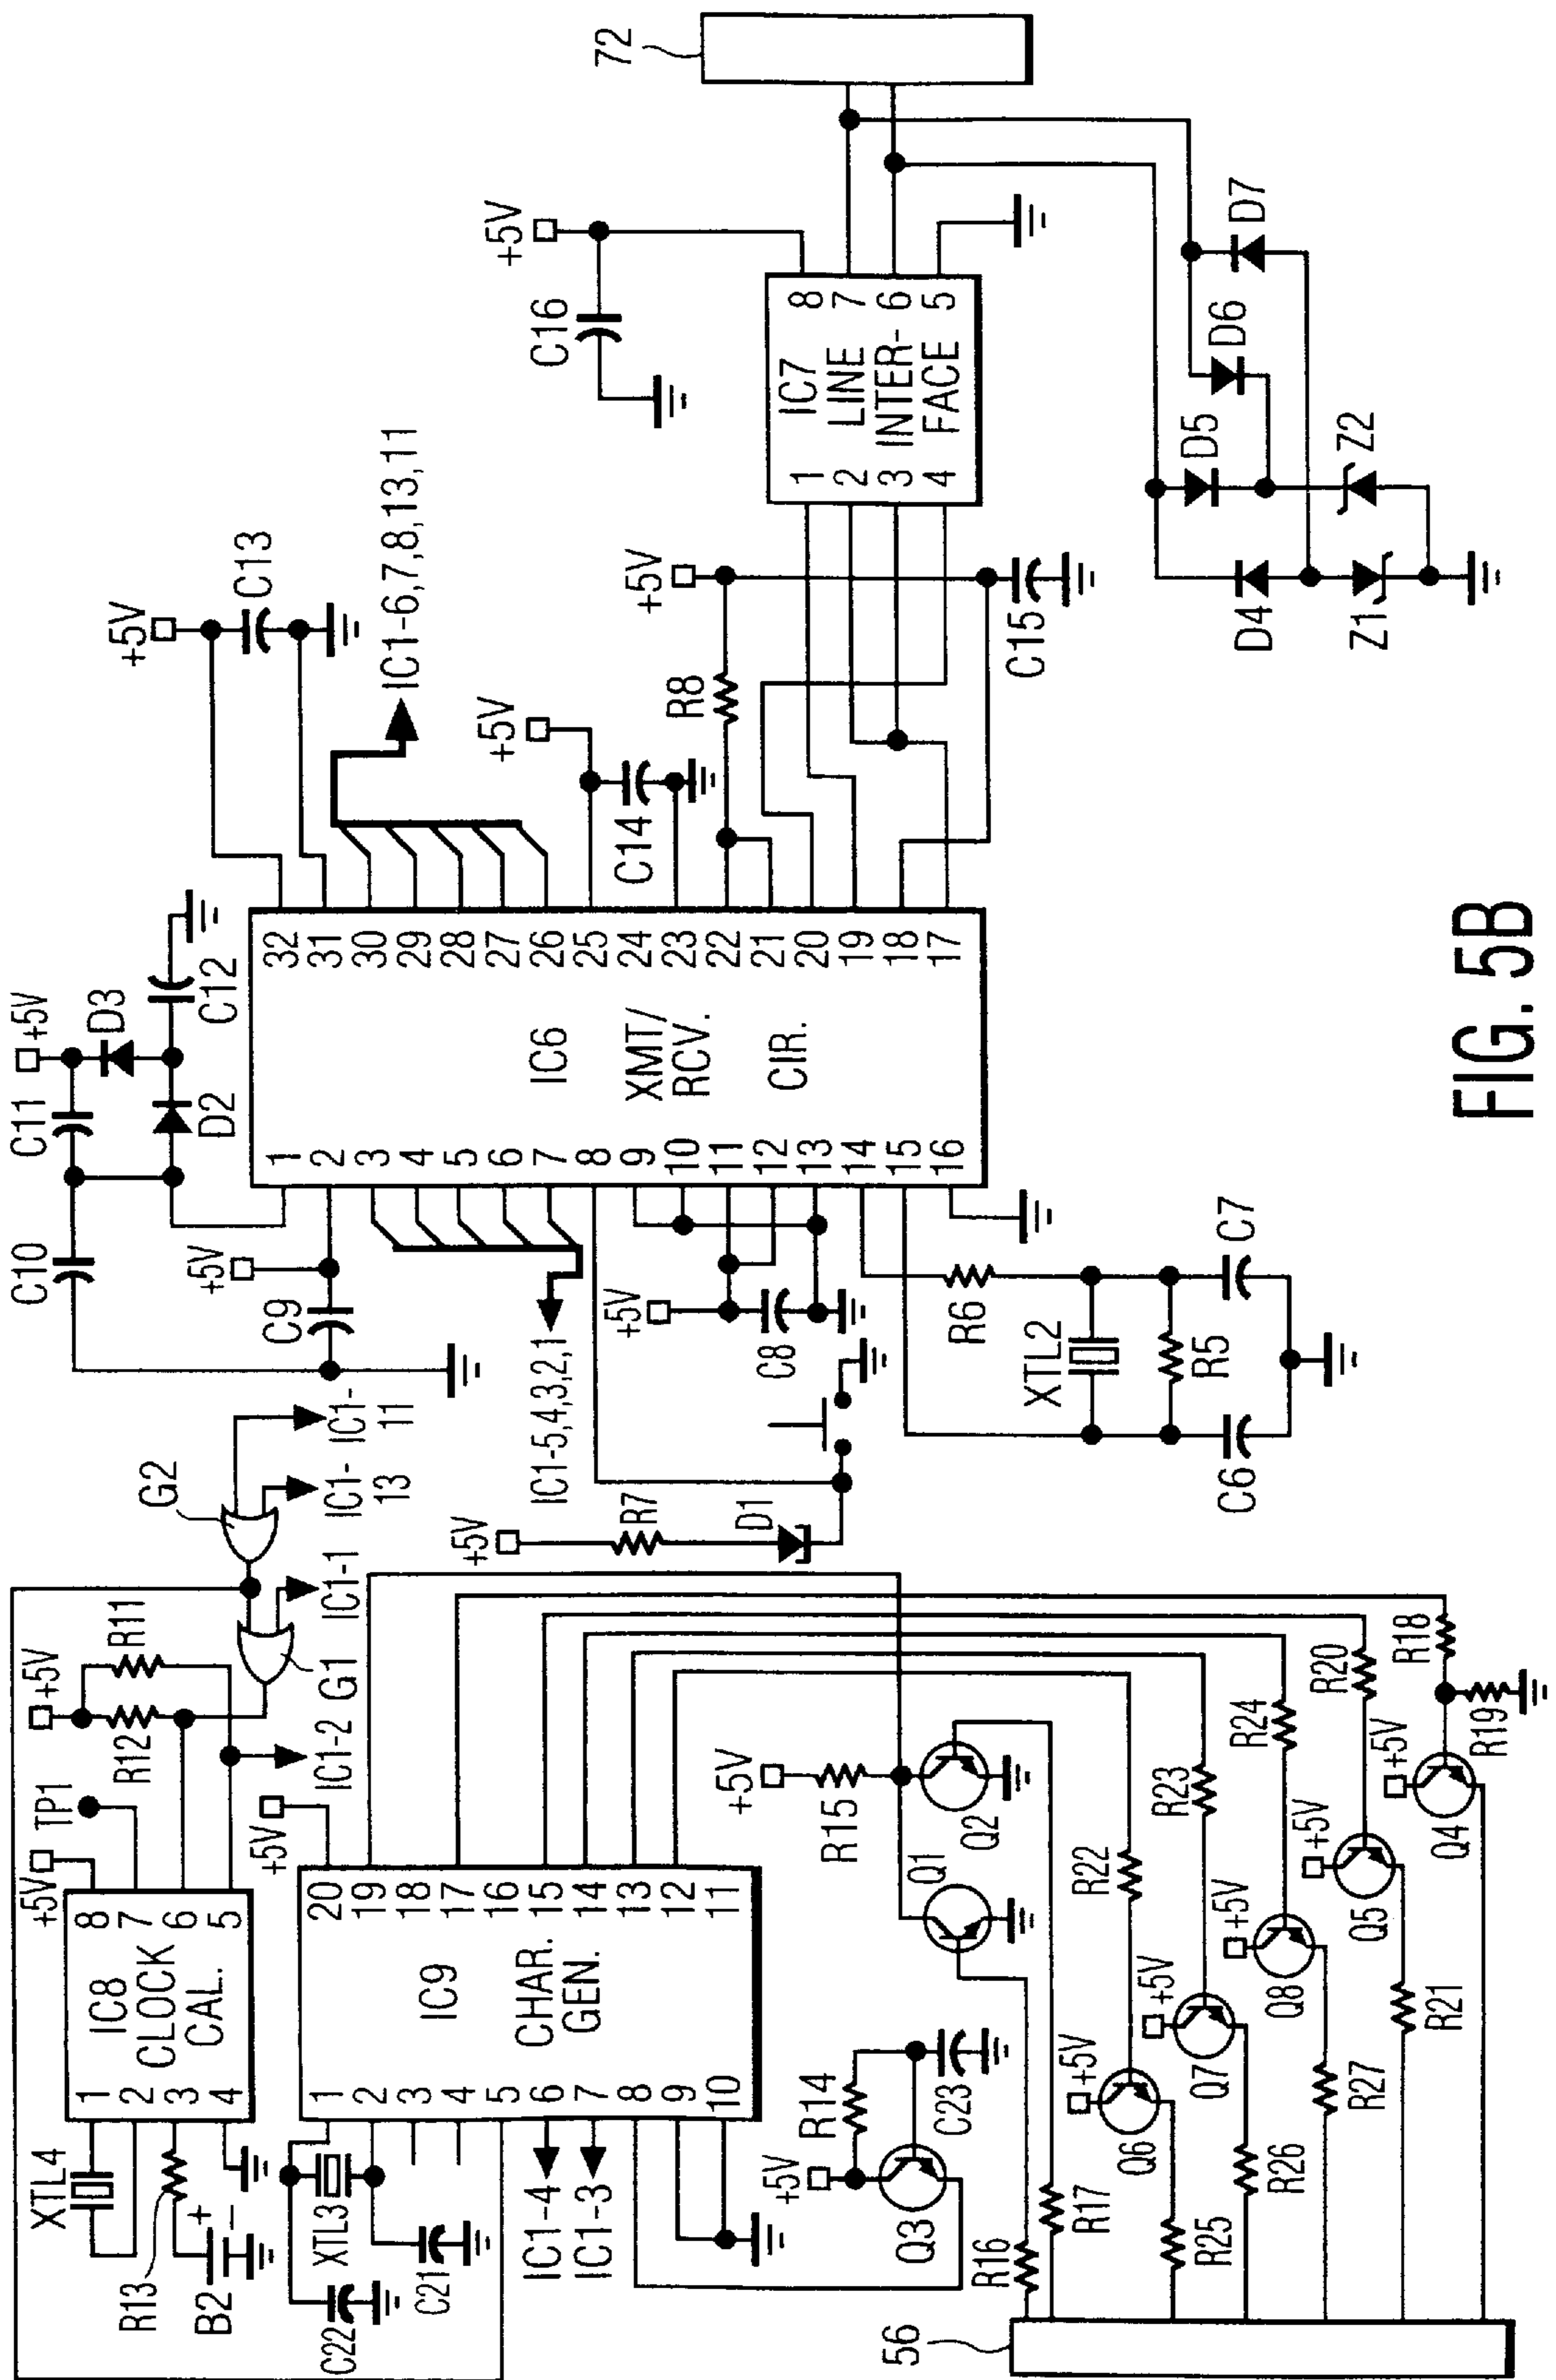 XTL4
R13
B2
+
−
1
2
3
4
IC8
CLOCK
CAL.
8
7
6
5
+5V
TP1
R12
R11
+5V
IC1-2
G1
IC1-1
G2
IC1-
13
IC1-
11
C22
XTL3
C21
IC1-4
IC1-3
1
2
3
4
5
6
7
8
9
10
IC9
CHAR.
GEN.
20
19
18
17
16
15
14
13
12
11
+5V
+5V
R14
Q3
C23
+5V
R15
Q1
Q2
R16
R17
56
+5V
Q6
R22
R25
+5V
Q7
R23
R26
+5V
Q8
R24
R27
+5V
Q5
R20
R21
+5V
Q4
R18
R19
+5V
R7
D1
IC1-5,4,3,2,1
C10
C11
+5V
D3
D2
C12
+5V
C9
+5V
C8
1
2
3
4
5
6
7
8
9
10
11
12
13
14
15
16
IC6
XMT/
RCV.
CIR.
32
31
30
29
28
27
26
25
24
23
22
21
20
19
18
17
R6
XTL2
R5
C6
C7
+5V
C13
IC1-6,7,8,13,11
+5V
C14
R8
+5V
C15
+5V
C16
1
2
3
4
IC7
LINE
INTER-
FACE
8
7
6
5
72
D4
D5
D6
D7
Z1
Z2
FIG. 5B